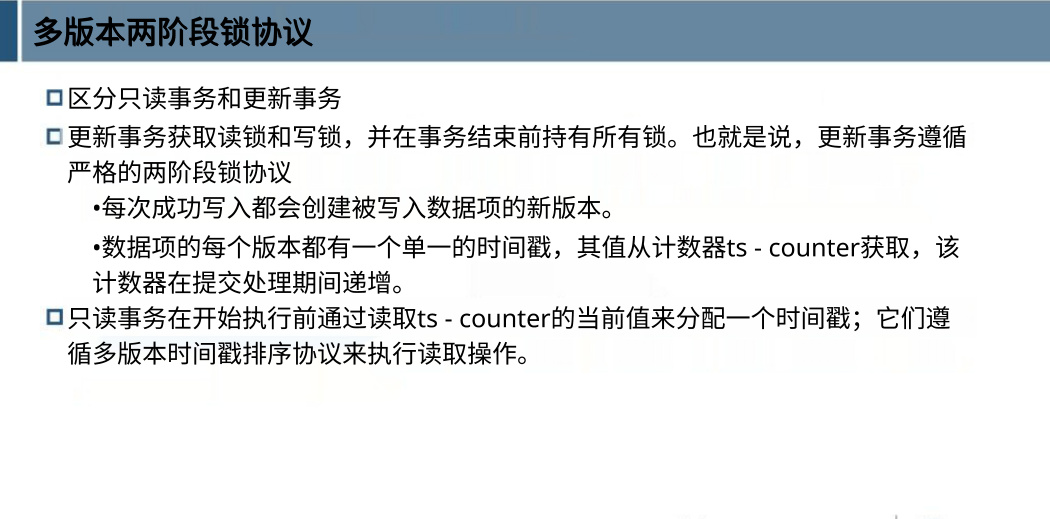 多版本两阶段锁协议
区分只读事务和更新事务
更新事务获取读锁和写锁，并在事务结束前持有所有锁。也就是说，更新事务遵循
严格的两阶段锁协议
•每次成功写入都会创建被写入数据项的新版本。
•数据项的每个版本都有一个单一的时间戳，其值从计数器ts - counter获取，该
计数器在提交处理期间递增。
只读事务在开始执行前通过读取ts - counter的当前值来分配一个时间戳；它们遵
循多版本时间戳排序协议来执行读取操作。